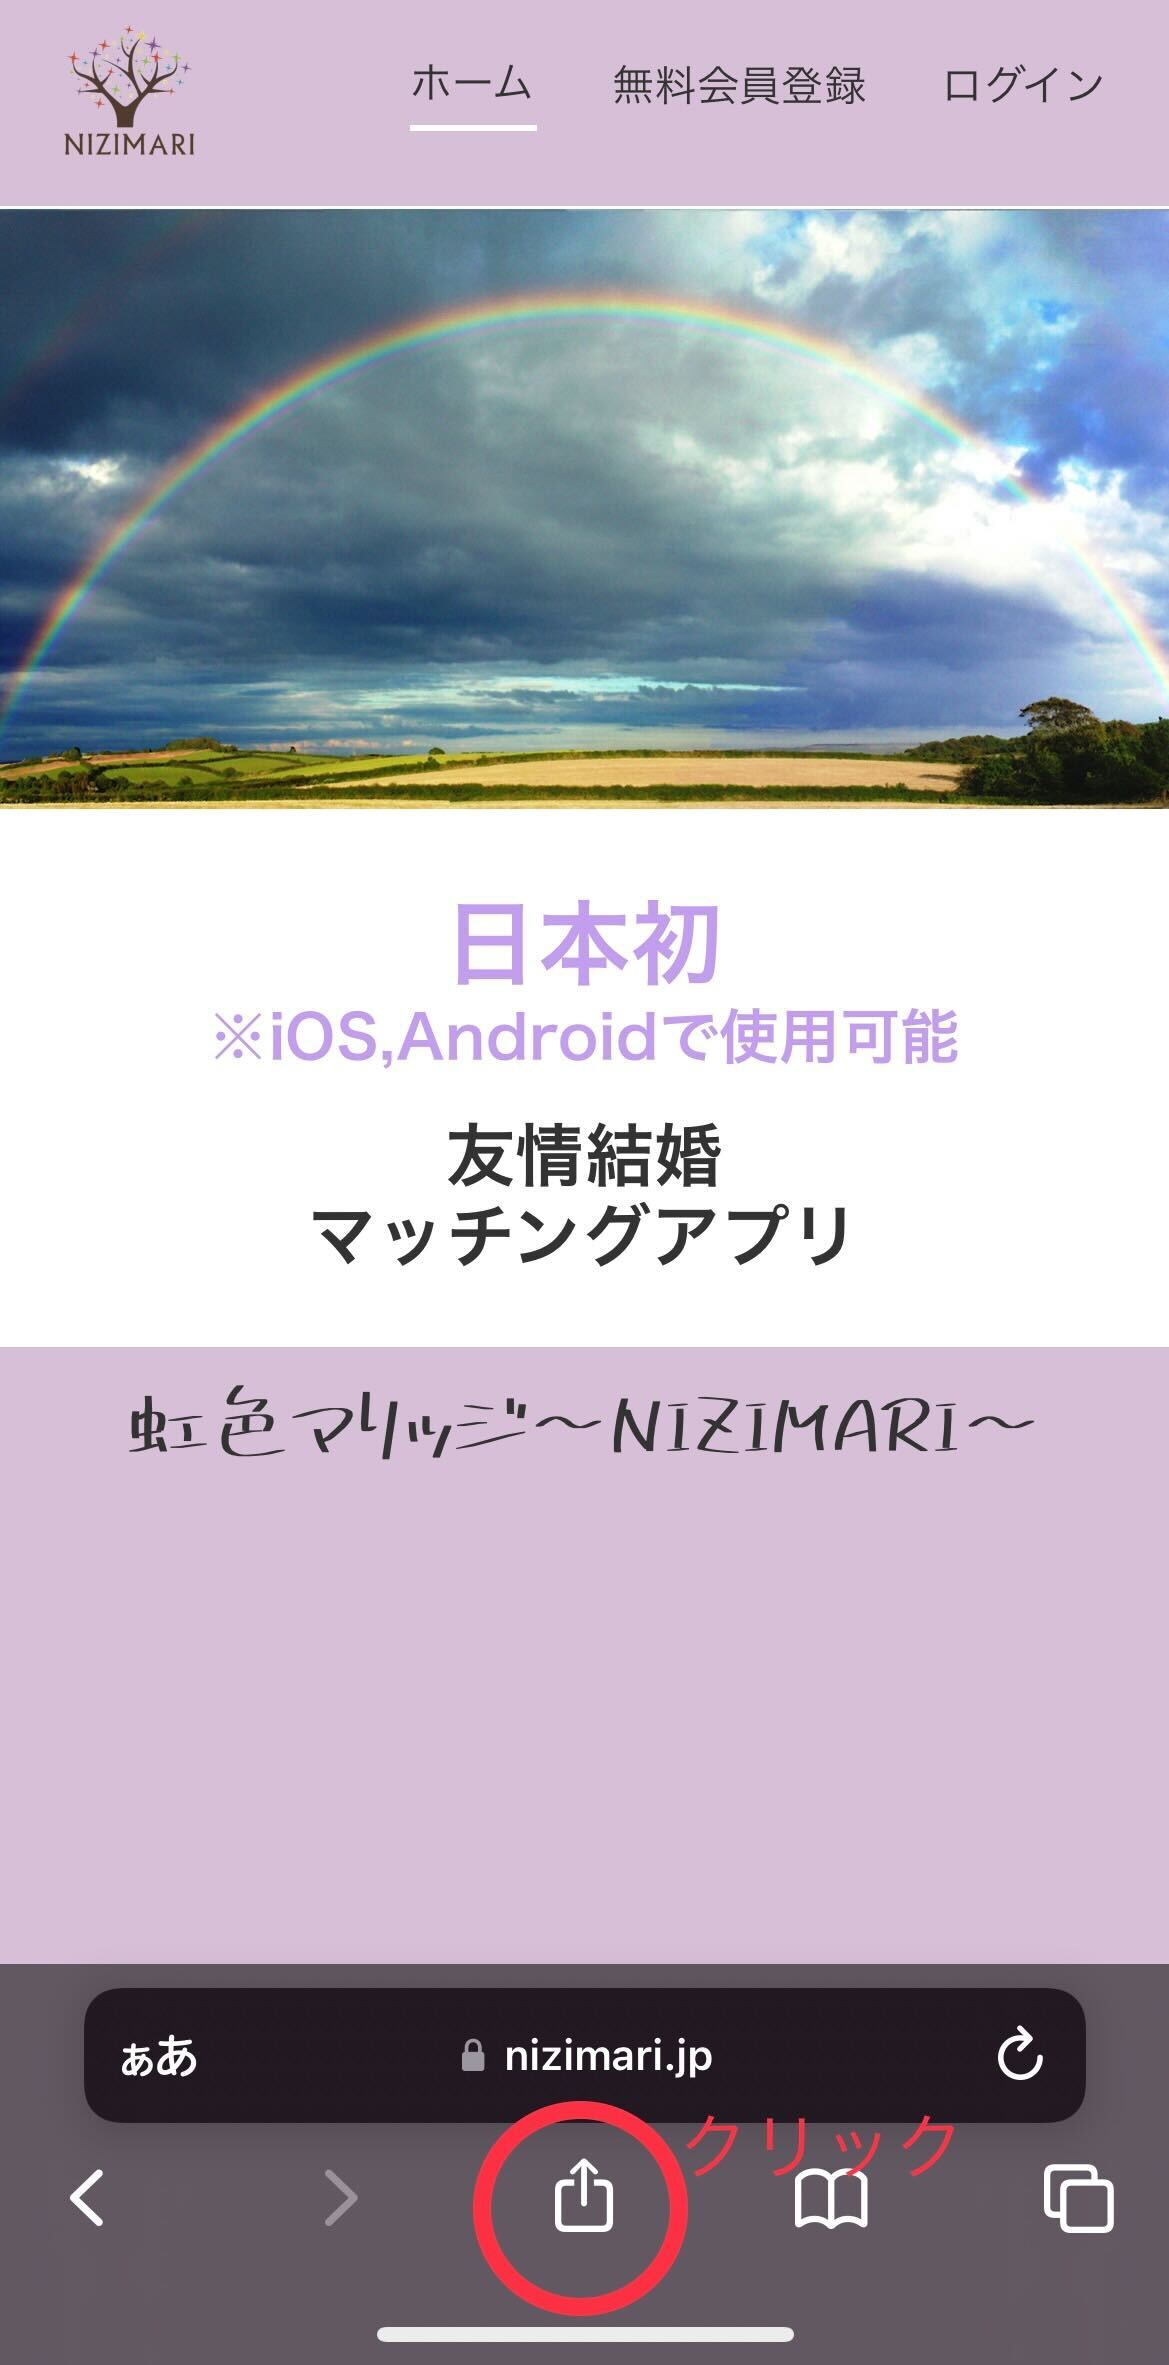 NIZIMARI
ホーム 無料会員登録 ログイン
日本初
※iOS,Androidで使用可能
友情結婚
マッチングアプリ
虹色マリッジ〜NIZIMARI〜
ぁあ nizimari.jp
クリック